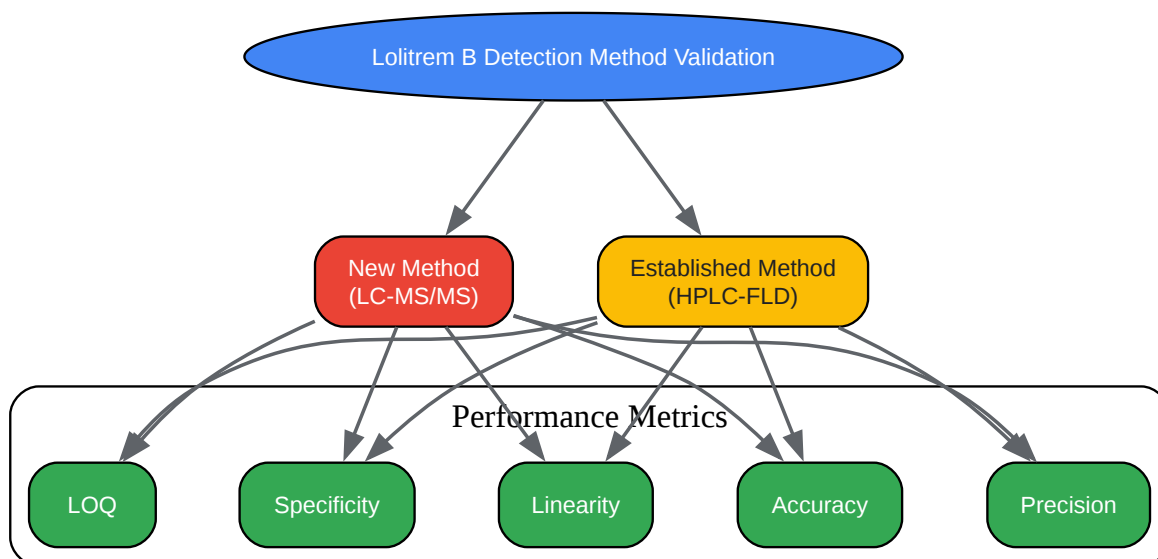 Lolitrem B Detection Method Validation
New Method
(LC-MS/MS)
Established Method
(HPLC-FLD)
Performance Metrics
LOQ
Specificity
Linearity
Accuracy
Precision